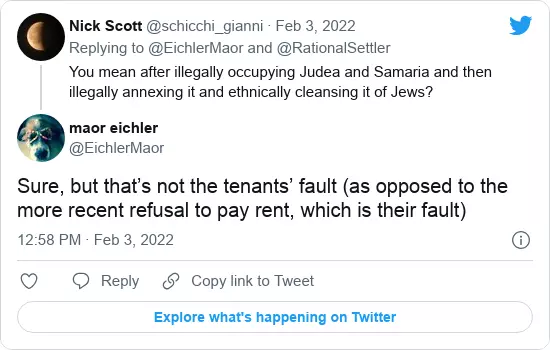 Nick Scott @schicchi_gianni · Feb 3, 2022
Replying to @EichlerMaor and @RationalSettler
You mean after illegally occupying Judea and Samaria and then
illegally annexing it and ethnically cleansing it of Jews?
maor eichler
@EichlerMaor
Sure, but that’s not the tenants’ fault (as opposed to the
more recent refusal to pay rent, which is their fault)
12:58 PM · Feb 3, 2022
Reply Copy link to Tweet
Explore what's happening on Twitter